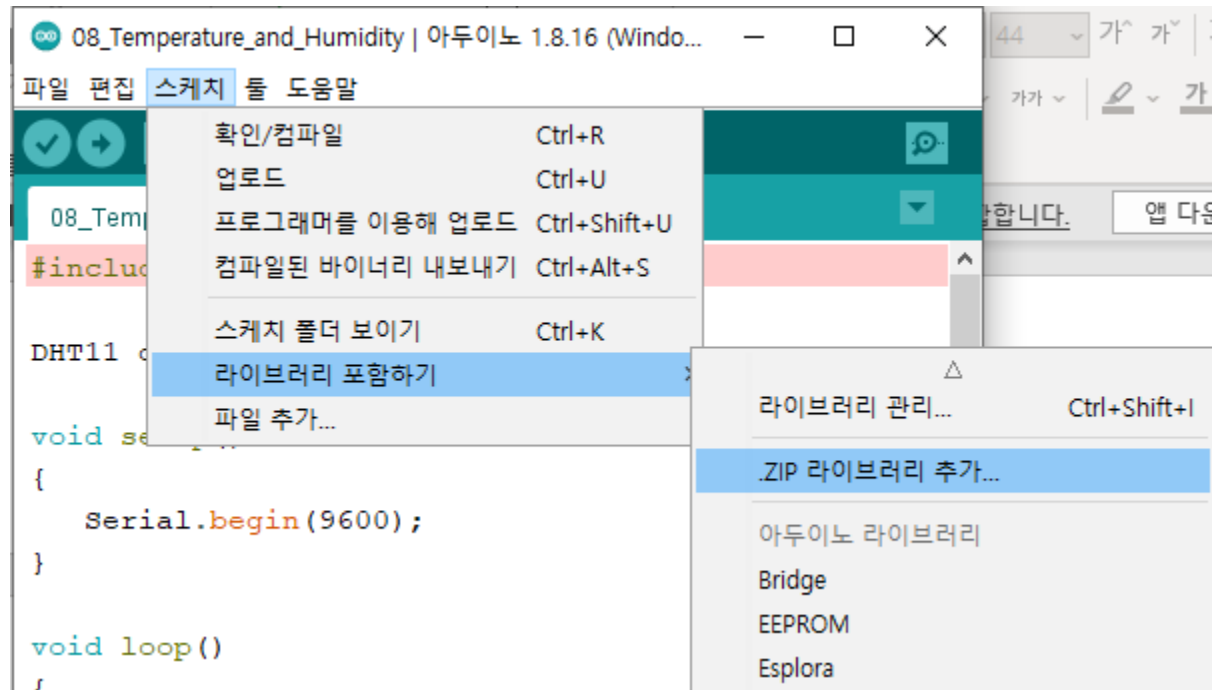 08_Temperature_and_Humidity | 아두이노 1.8.16 (Windo...
44 가 가
파일 편집 스케치 툴 도움말
가가 가
확인/컴파일 Ctrl+R
업로드 Ctrl+U
08_Temp
프로그래머를 이용해 업로드 Ctrl+Shift+U
합니다. 앱 다운
#includ
컴파일된 바이너리 내보내기 Ctrl+Alt+S
스케치 폴더 보이기 Ctrl+K
DHT11
라이브러리 포함하기
파일 추가...
라이브러리 관리... Ctrl+Shift+I
void
.ZIP 라이브러리 추가...
{
Serial.begin(9600);
아두이노 라이브러리
}
Bridge
EEPROM
void loop()
Esplora
{